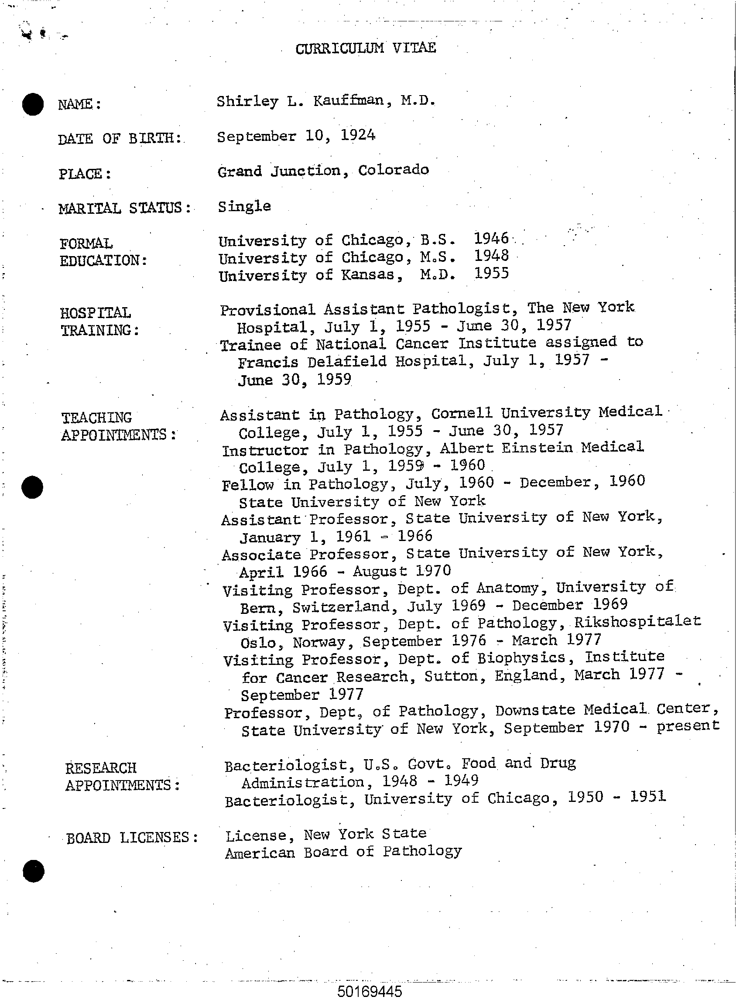 CURRICULUM VITAE
NAME: Shirley L. Kauffman, M.D.
DATE OF BIRTH: September 10, 1924
PLACE: Grand Junction, Colorado
MARITAL STATUS: Single
FORMAL University of Chicago, B.S. 1946
EDUCATION: University of Chicago, M.S. 1948
University of Kansas, M.D. 1955
HOSPITAL Provisional Assistant Pathologist, The New York
TRAINING: Hospital, July 1, 1955 - June 30, 1957
Trainee of National Cancer Institute assigned to
Francis Delafield Hospital, July 1, 1957 -
June 30, 1959
TEACHING Assistant in Pathology, Cornell University Medical
APPOINTMENTS: College, July 1, 1955 - June 30, 1957
Instructor in Pathology, Albert Einstein Medical
College, July 1, 1959 - 1960
Fellow in Pathology, July, 1960 - December, 1960
State University of New York
Assistant Professor, State University of New York,
January 1, 1961 - 1966
Associate Professor, State University of New York,
April 1966 - August 1970
Visiting Professor, Dept. of Anatomy, University of
Bern, Switzerland, July 1969 - December 1969
Visiting Professor, Dept. of Pathology, Rikshospitalet
Oslo, Norway, September 1976 - March 1977
Visiting Professor, Dept. of Biophysics, Institute
for Cancer Research, Sutton, England, March 1977 -
September 1977
Professor, Dept, of Pathology, Downstate Medical Center,
State University of New York, September 1970 - present
RESEARCH Bacteriologist, U.S. Govt. Food and Drug
APPOINTMENTS: Administration, 1948 - 1949
Bacteriologist, University of Chicago, 1950 - 1951
BOARD LICENSES: License, New York State
American Board of Pathology
50169445